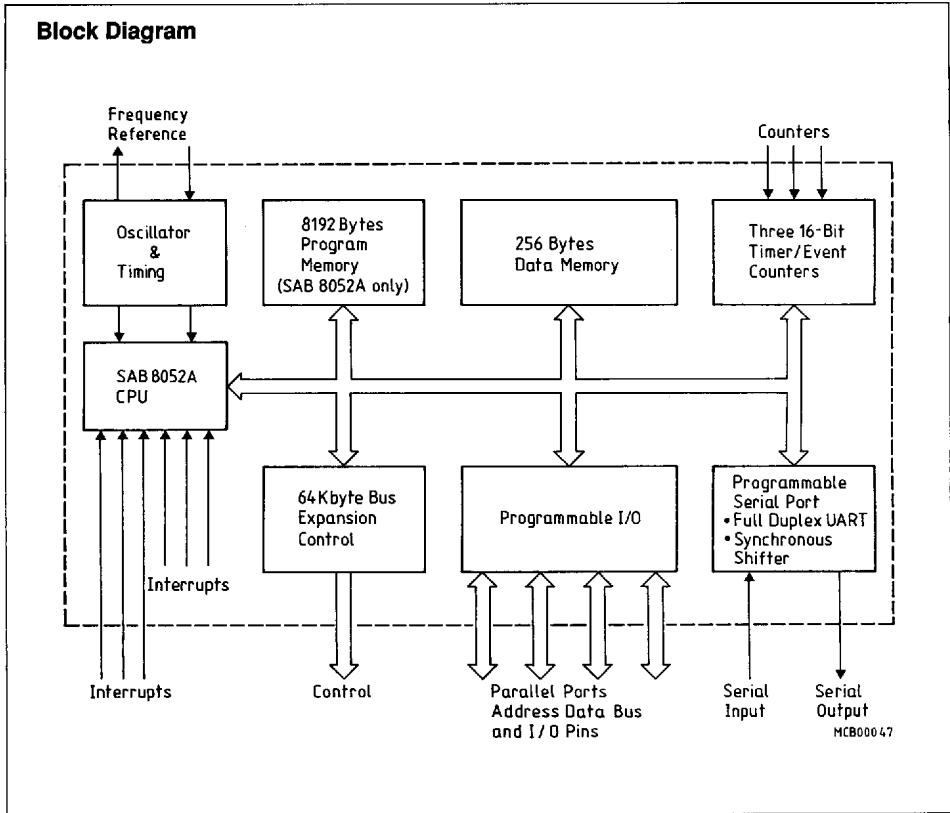 Block Diagram
Frequency
Reference
Counters
Oscillator
&
Timing
8192 Bytes
Program
Memory
(SAB 8052A only)
256 Bytes
Data Memory
Three 16-Bit
Timer/Event
Counters
SAB 8052A
CPU
64Kbyte Bus
Expansion
Control
Programmable I/O
Programmable
Serial Port
• Full Duplex UART
• Synchronous
Shifter
Interrupts
Interrupts
Control
Parallel Ports
Address Data Bus
and I/O Pins
Serial
Input
Serial
Output
MCB00047